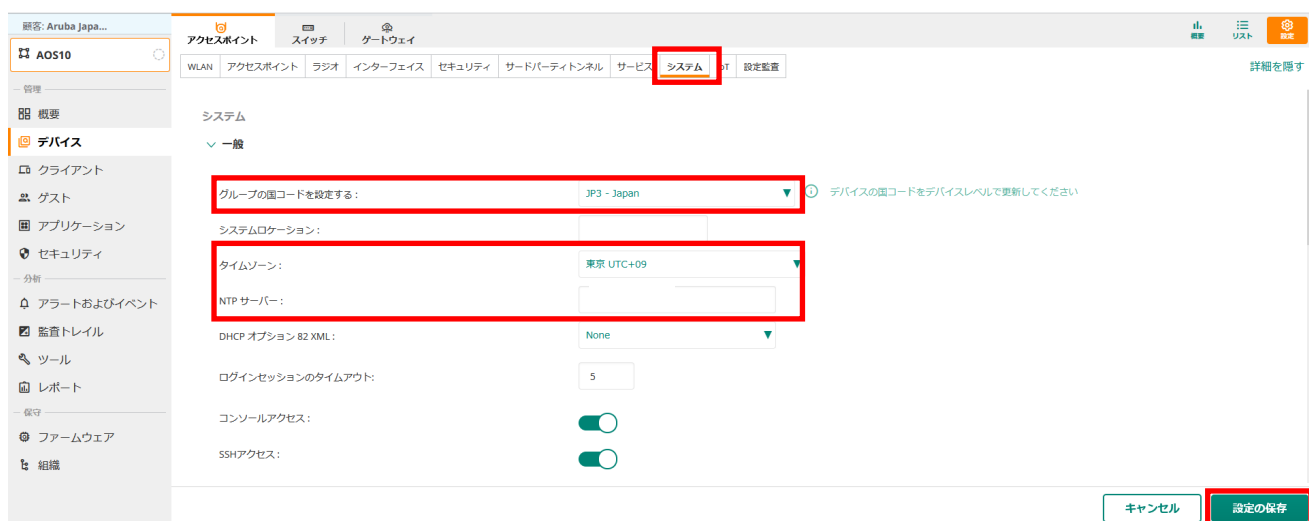 顧客: Aruba Japa...
アクセスポイント スイッチ ゲートウェイ
概要 リスト 設定
AOS10
WLAN アクセスポイント ラジオ インターフェイス セキュリティ サードパーティトンネル サービス システム IoT 設定監査
詳細を隠す
管理
概要
デバイス
クライアント
ゲスト
アプリケーション
セキュリティ
分析
アラートおよびイベント
監査トレイル
ツール
レポート
保守
ファームウェア
組織
システム
一般
グループの国コードを設定する : JP3 - Japan デバイスの国コードをデバイスレベルで更新してください
システムロケーション :
タイムゾーン : 東京 UTC+09
NTP サーバー :
DHCP オプション 82 XML : None
ログインセッションのタイムアウト: 5
コンソールアクセス :
SSHアクセス :
キャンセル 設定の保存